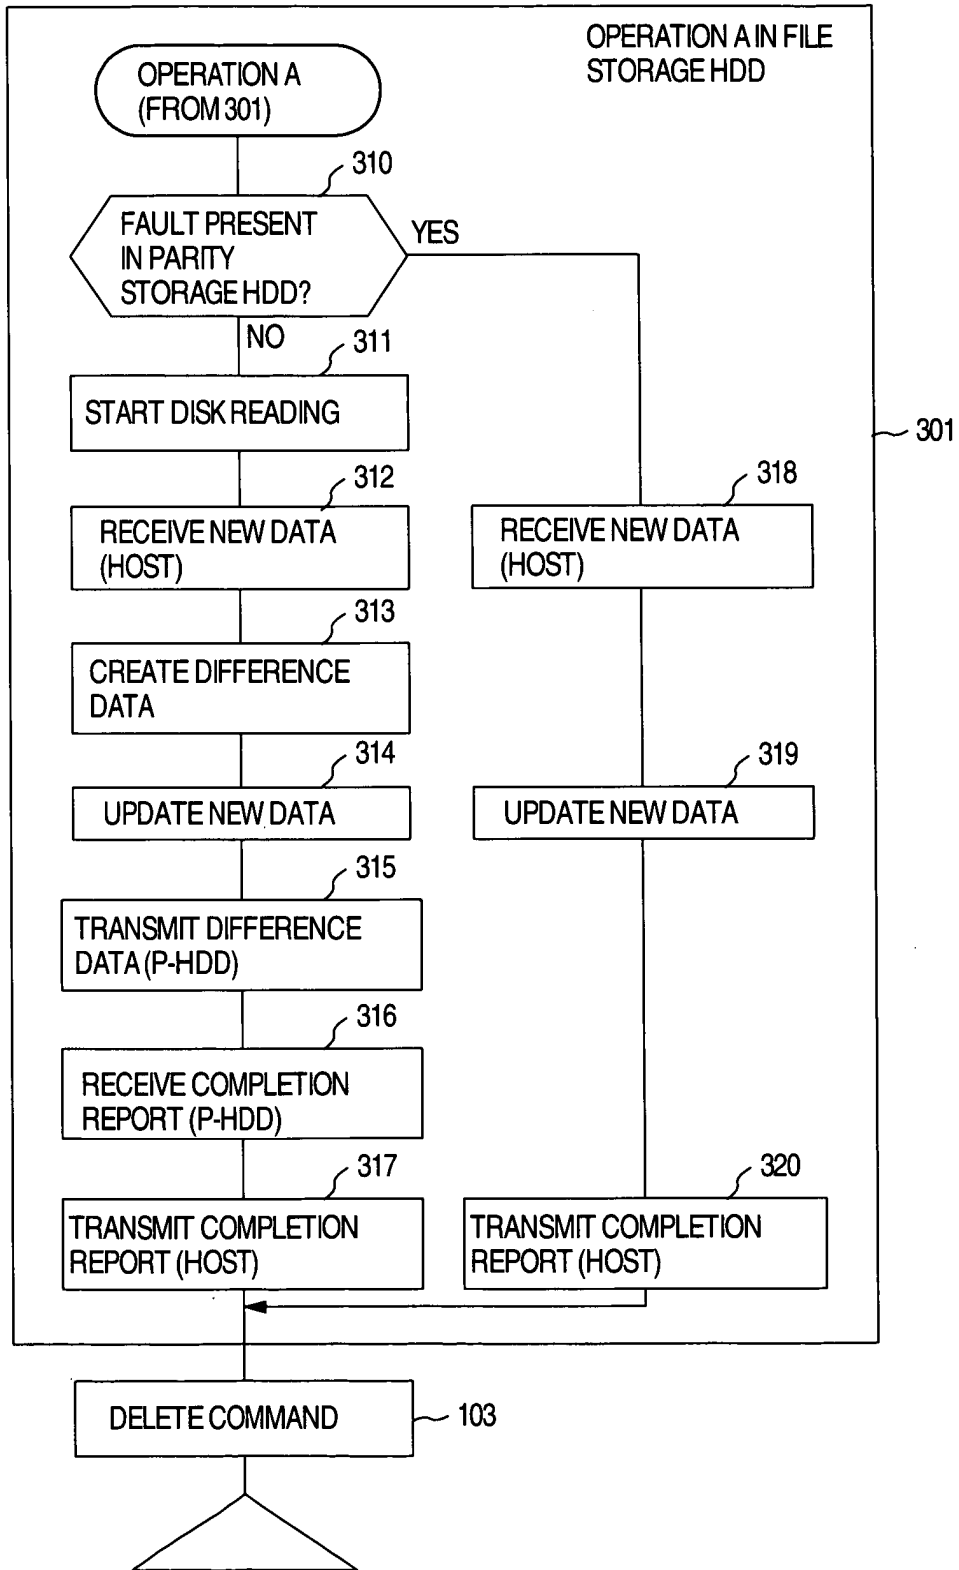 OPERATION A IN FILE
STORAGE HDD
OPERATION A
(FROM 301)
310
FAULT PRESENT
IN PARITY
STORAGE HDD?
YES
NO
311
START DISK READING
301
312
RECEIVE NEW DATA
(HOST)
318
RECEIVE NEW DATA
(HOST)
313
CREATE DIFFERENCE
DATA
314
UPDATE NEW DATA
319
UPDATE NEW DATA
315
TRANSMIT DIFFERENCE
DATA (P-HDD)
316
RECEIVE COMPLETION
REPORT (P-HDD)
317
TRANSMIT COMPLETION
REPORT (HOST)
320
TRANSMIT COMPLETION
REPORT (HOST)
DELETE COMMAND
103